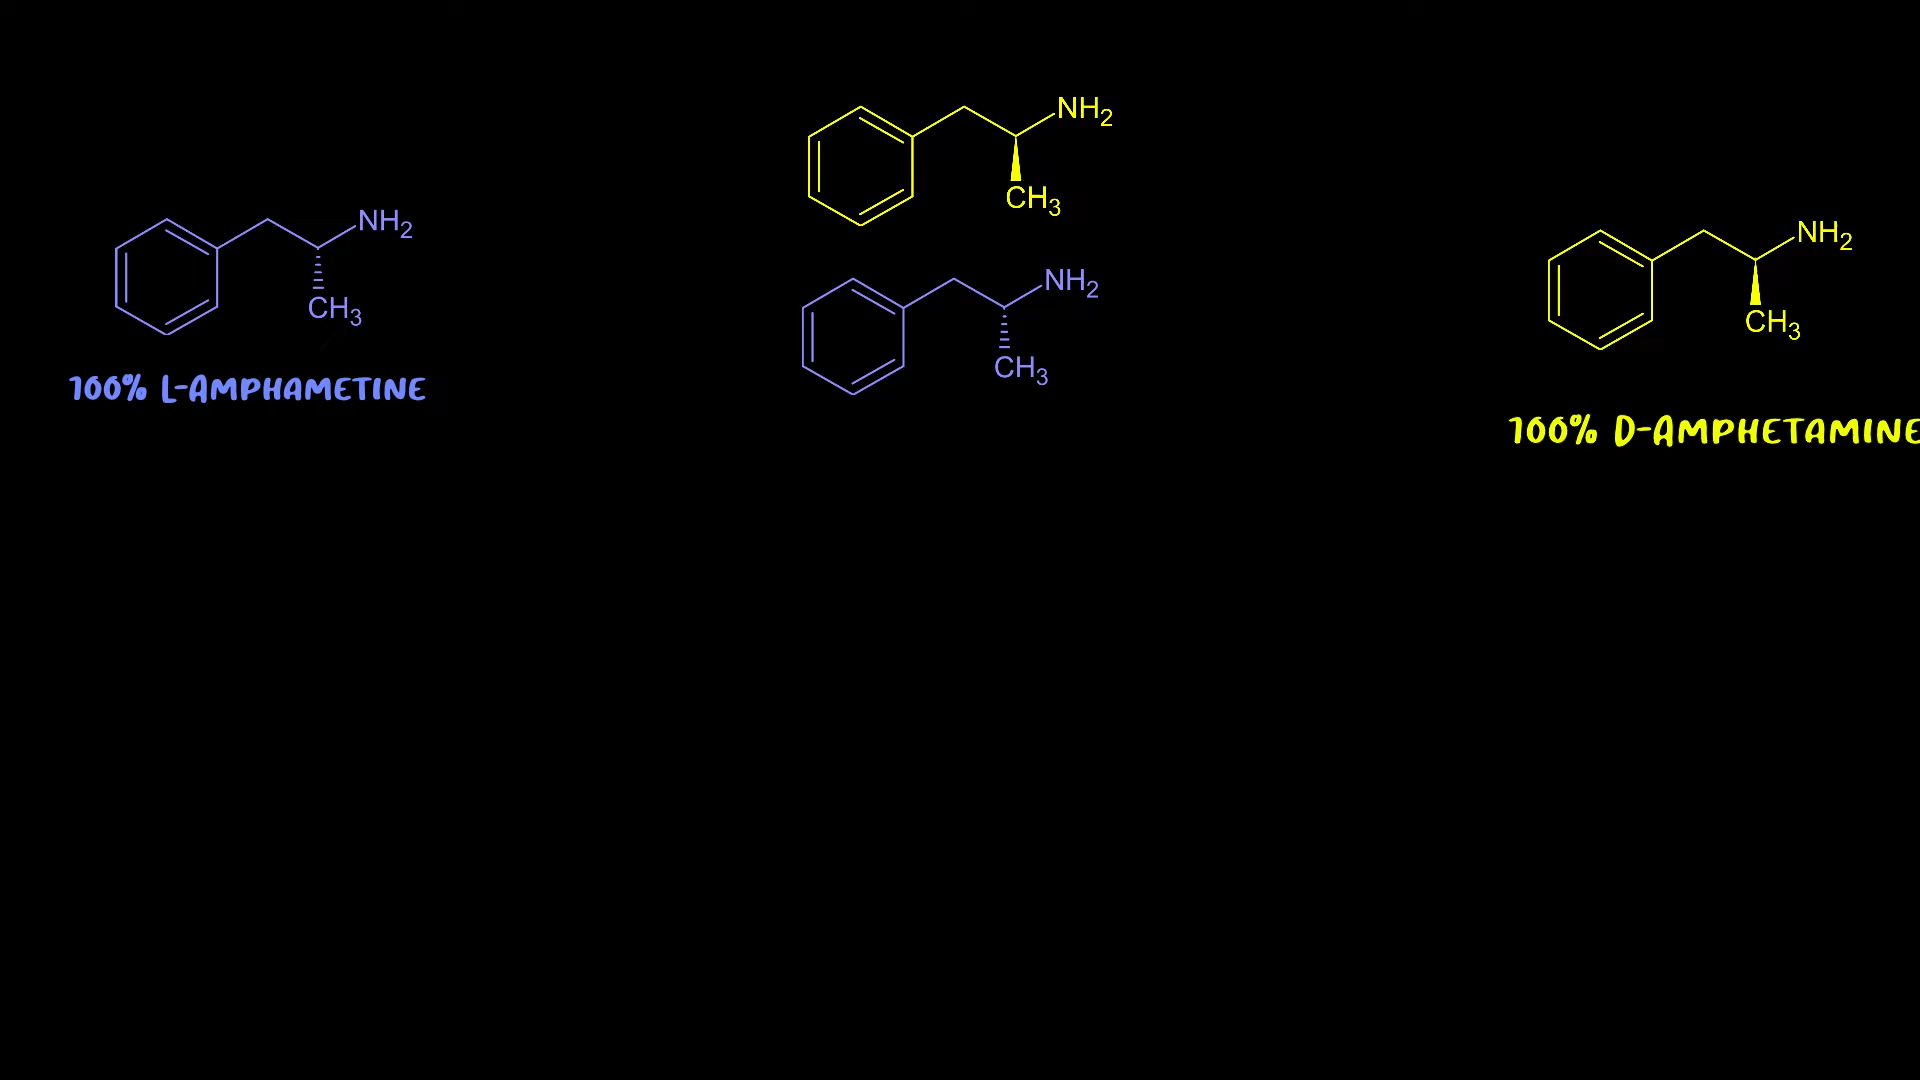 NH2
CH3
NH2
CH3
100% L-AMPHAMETINE
NH2
CH3
NH2
CH3
100% D-AMPHETAMINE